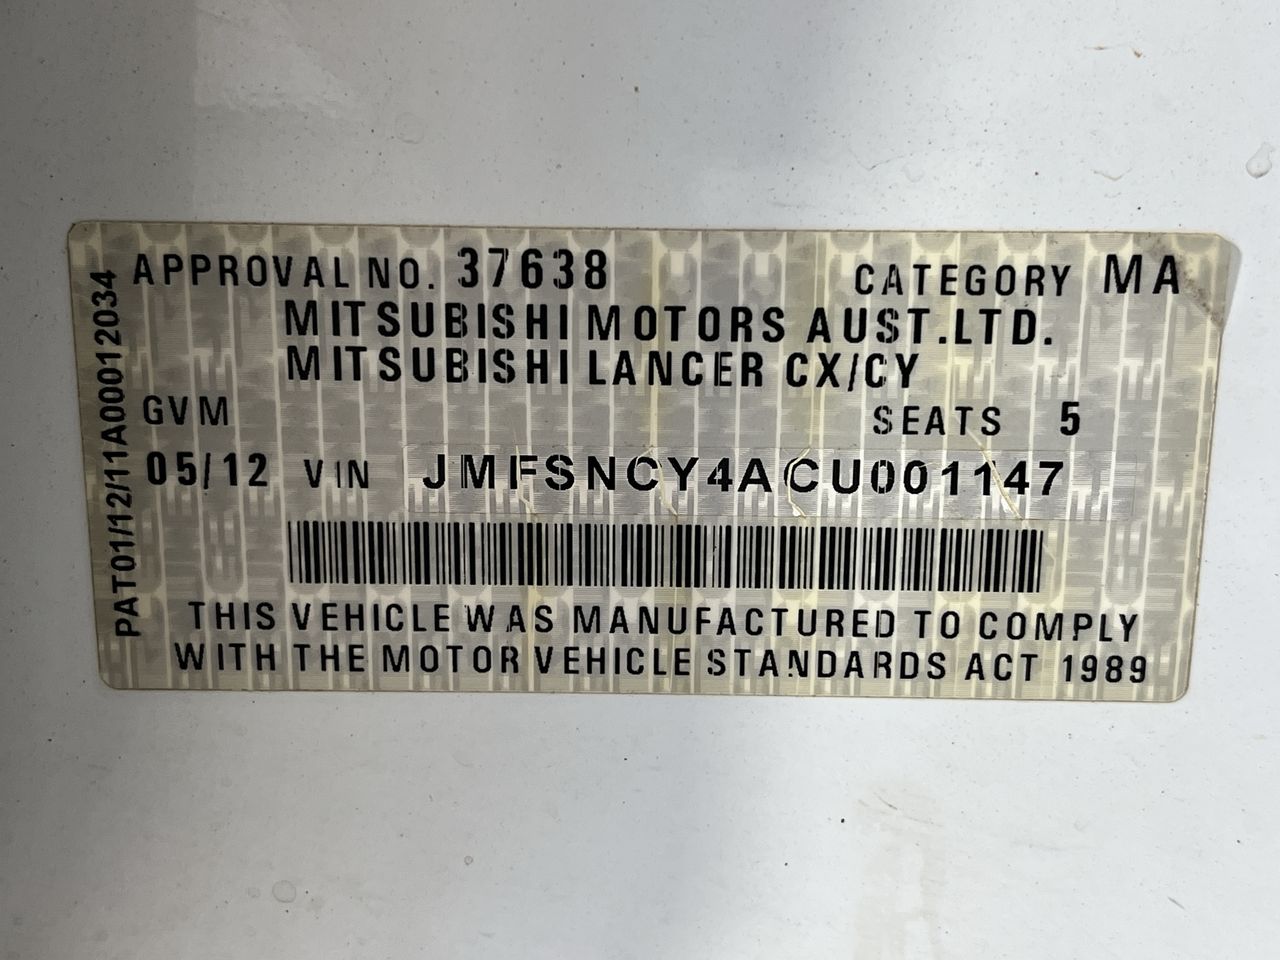 APPROVAL NO. 37638 CATEGORY MA
MITSUBISHI MOTORS AUST.LTD.
MITSUBISHI LANCER CX/CY
GVM SEATS 5
05/12 VIN JMFSNCY4ACU001147
THIS VEHICLE WAS MANUFACTURED TO COMPLY
WITH THE MOTOR VEHICLE STANDARDS ACT 1989
PAT01/12/11A00012034